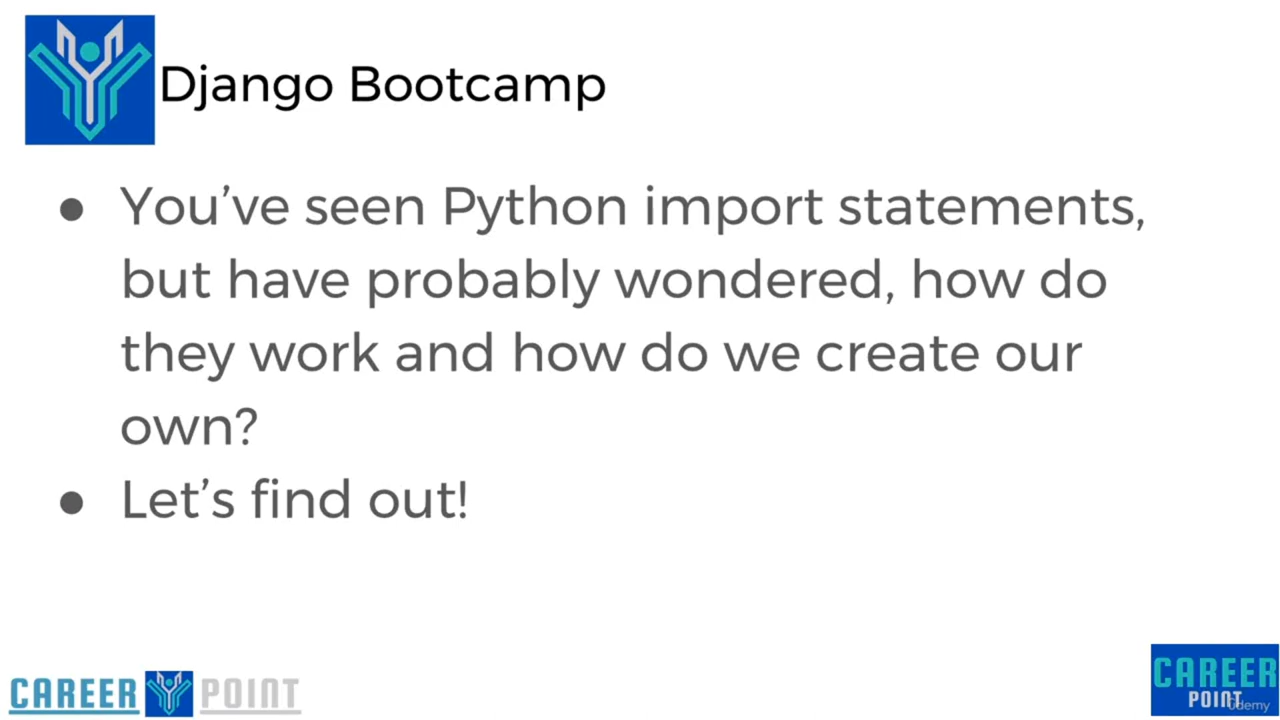 Django Bootcamp
● You’ve seen Python import statements,
but have probably wondered, how do
they work and how do we create our
own?
● Let’s find out!
CAREER POINT
CAREER
POINT
ûdemy